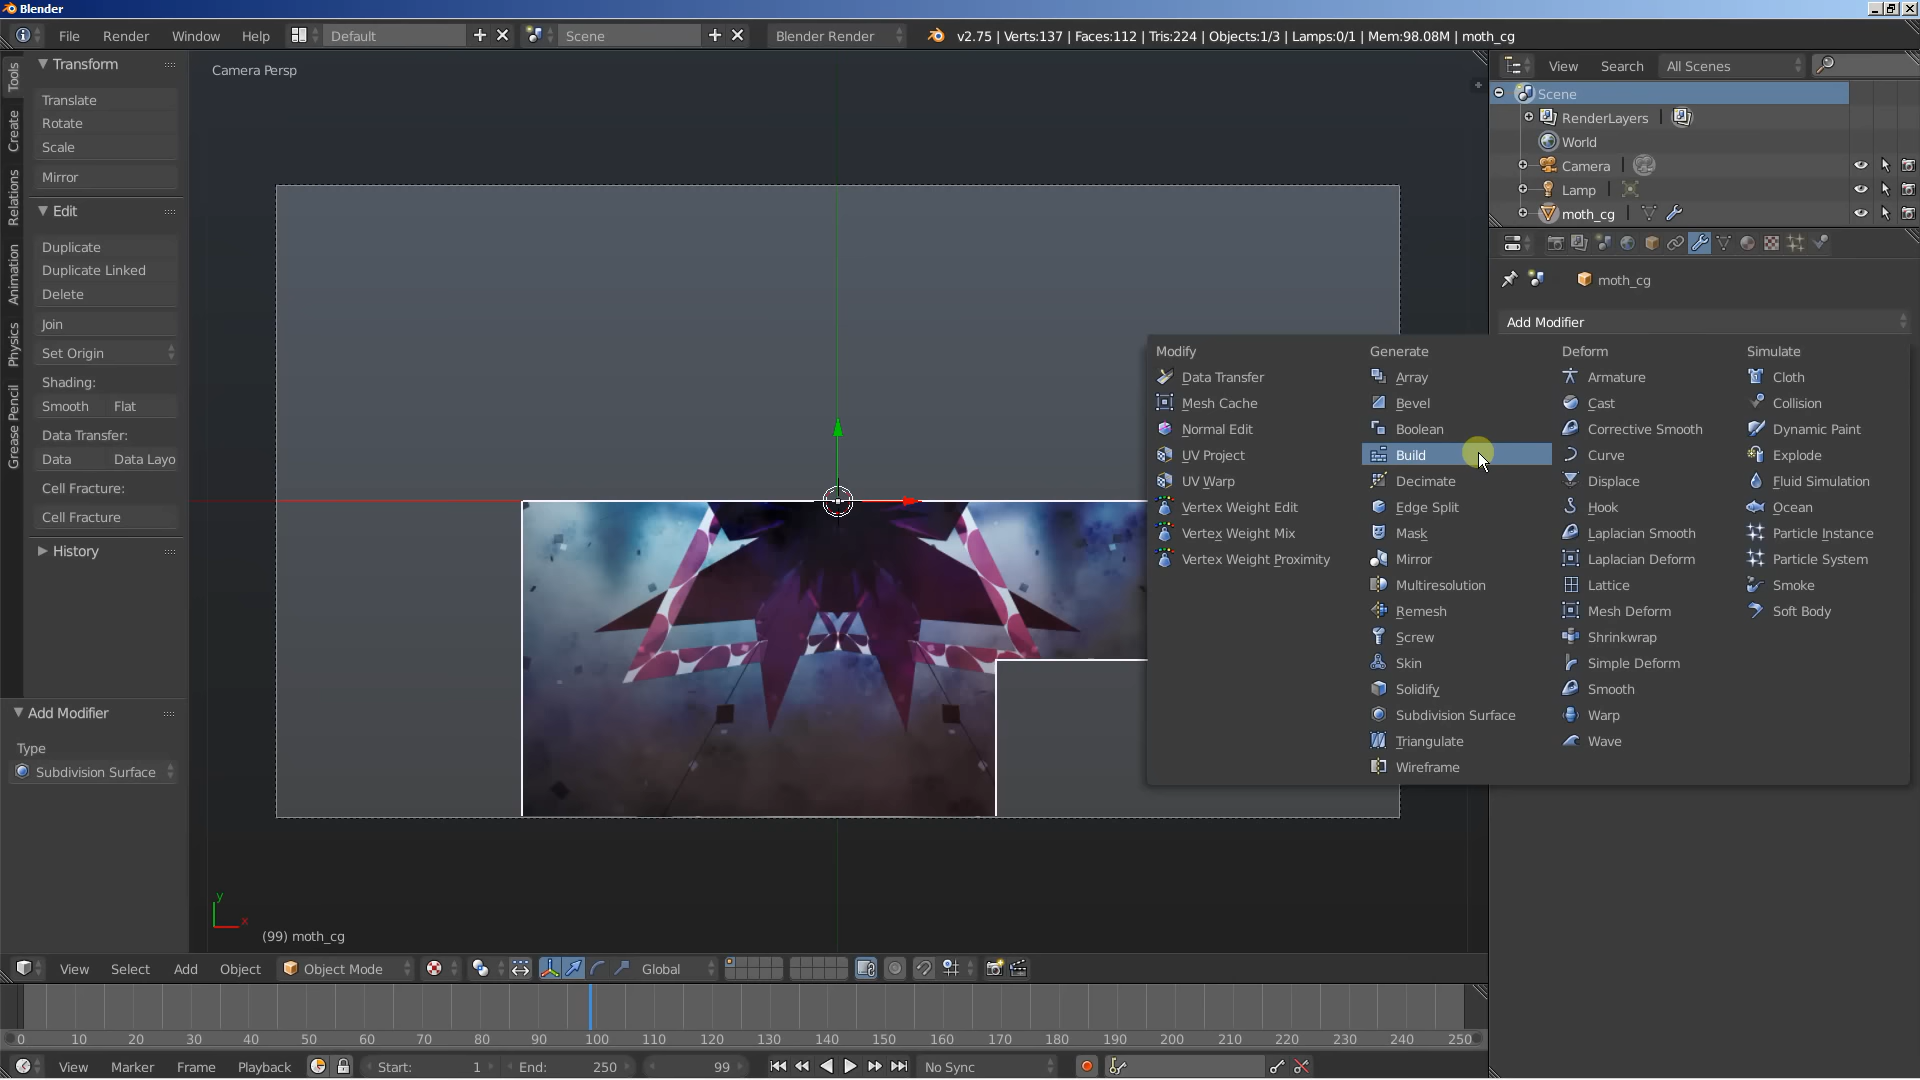 Blender
File Render Window Help Default Scene Blender Render v2.75 | Verts:137 | Faces:112 | Tris:224 | Objects:1/3 | Lamps:0/1 | Mem:98.08M | moth_cg
Tools
Create
Relations
Animation
Physics
Grease Pencil
Transform
Translate
Rotate
Scale
Mirror
Edit
Duplicate
Duplicate Linked
Delete
Join
Set Origin
Shading:
Smooth Flat
Data Transfer:
Data Data Layo
Cell Fracture:
Cell Fracture
History
Add Modifier
Type
Subdivision Surface
Camera Persp
y
x
(99) moth_cg
View Search All Scenes
Scene
RenderLayers
World
Camera
Lamp
moth_cg
moth_cg
Add Modifier
Modify
Data Transfer
Mesh Cache
Normal Edit
UV Project
UV Warp
Vertex Weight Edit
Vertex Weight Mix
Vertex Weight Proximity
Generate
Array
Bevel
Boolean
Build
Decimate
Edge Split
Mask
Mirror
Multiresolution
Remesh
Screw
Skin
Solidify
Subdivision Surface
Triangulate
Wireframe
Deform
Armature
Cast
Corrective Smooth
Curve
Displace
Hook
Laplacian Smooth
Laplacian Deform
Lattice
Mesh Deform
Shrinkwrap
Simple Deform
Smooth
Warp
Wave
Simulate
Cloth
Collision
Dynamic Paint
Explode
Fluid Simulation
Ocean
Particle Instance
Particle System
Smoke
Soft Body
View Select Add Object Object Mode Global
0 10 20 30 40 50 60 70 80 90 100 110 120 130 140 150 160 170 180 190 200 210 220 230 240 250
View Marker Frame Playback Start: 1 End: 250 99 No Sync